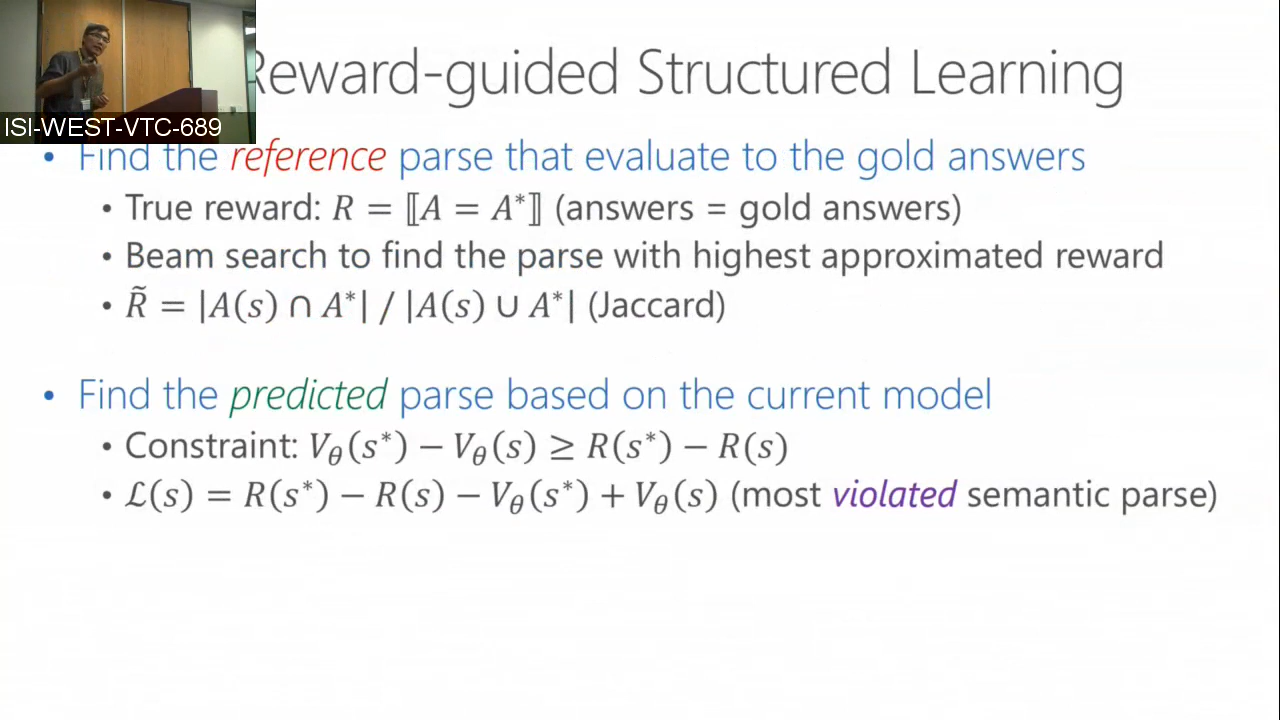 Reward-guided Structured Learning
ISI-WEST-VTC-689
• Find the reference parse that evaluate to the gold answers
• True reward: R = ⟦A = A*⟧ (answers = gold answers)
• Beam search to find the parse with highest approximated reward
• R̃ = |A(s) ∩ A*| / |A(s) ∪ A*| (Jaccard)
• Find the predicted parse based on the current model
• Constraint: V_θ(s*) − V_θ(s) ≥ R(s*) − R(s)
• ℒ(s) = R(s*) − R(s) − V_θ(s*) + V_θ(s) (most violated semantic parse)